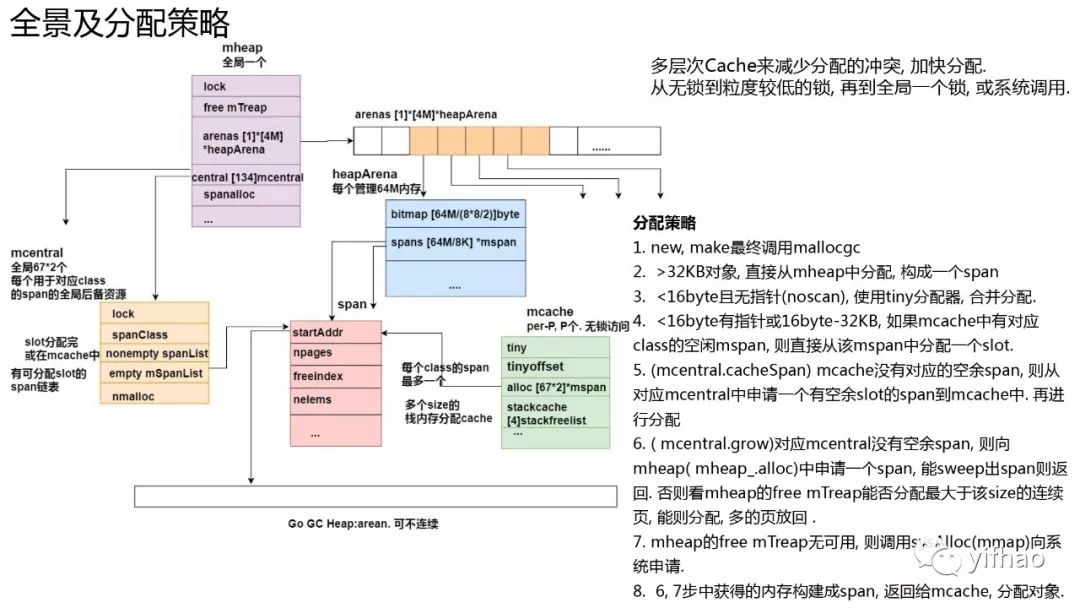 全景及分配策略
mheap
全局一个
lock
free mTreap
arenas [1]*[4M]
*heapArena
central [134]mcentral
spanalloc
...
多层次Cache来减少分配的冲突, 加快分配.
从无锁到粒度较低的锁, 再到全局一个锁, 或系统调用.
arenas [1]*[4M]*heapArena
......
heapArena
每个管理64M内存
bitmap [64M/(8*8/2)]byte
spans [64M/8K] *mspan
....
mcentral
全局67*2个
每个用于对应class
的span的全局后备资源
lock
spanClass
nonempty spanList
empty mSpanList
nmalloc
slot分配完
或在mcache中
有可分配slot的
span链表
span
startAddr
npages
freeindex
nelems
...
每个class的span
最多一个
多个size的
栈内存分配cache
mcache
per-P, P个. 无锁访问
tiny
tinyoffset
alloc [67*2]*mspan
stackcache
[4]stackfreelist
...
Go GC Heap:arean. 可不连续
分配策略
1. new, make最终调用mallocgc
2. >32KB对象, 直接从mheap中分配, 构成一个span
3. <16byte且无指针(noscan), 使用tiny分配器, 合并分配.
4. <16byte有指针或16byte-32KB, 如果mcache中有对应
class的空闲mspan, 则直接从该mspan中分配一个slot.
5. (mcentral.cacheSpan) mcache没有对应的空余span, 则从
对应mcentral中申请一个有空余slot的span到mcache中. 再
进行分配
6. ( mcentral.grow)对应mcentral没有空余span, 则向
mheap( mheap_.alloc)中申请一个span, 能sweep出span则返
回. 否则看mheap的free mTreap能否分配最大于该size的连续
页, 能则分配, 多的页放回 .
7. mheap的free mTreap无可用, 则调用sysAlloc(mmap)向系
统申请.
8. 6, 7步中获得的内存构建成span, 返回给mcache, 分配对象.
yifhao